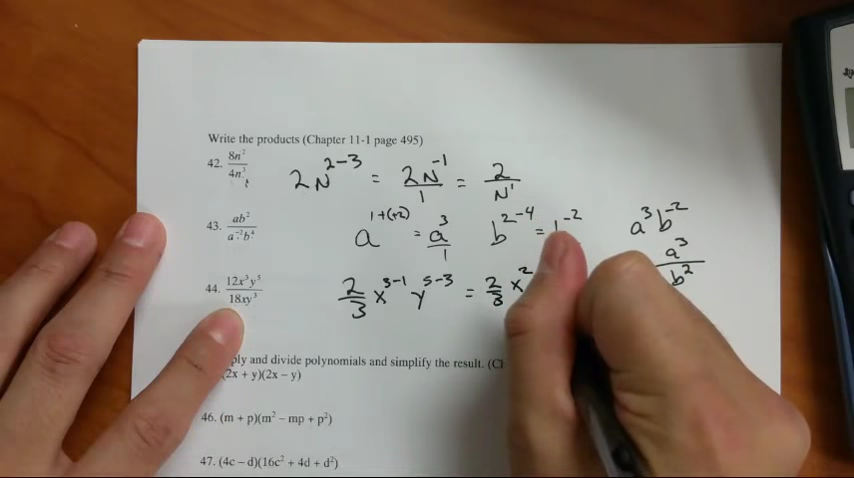 Write the products (Chapter 11-1 page 495)
42. 8n²/4n³ 2N^(2-3) = 2N^(-1)/1 = 2/N¹
43. ab²/a⁻²b⁴ a^(1+(+2)) = a³/1 b^(2-4) = b⁻² a³b⁻²
a³/b²
44. 12x³y⁵/18xy³ 2/3 x^(3-1) y^(5-3) = 2/3 x²
and divide polynomials and simplify the result.
(2x + y)(2x − y)
46. (m + p)(m² − mp + p²)
47. (4c − d)(16c² + 4d + d²)